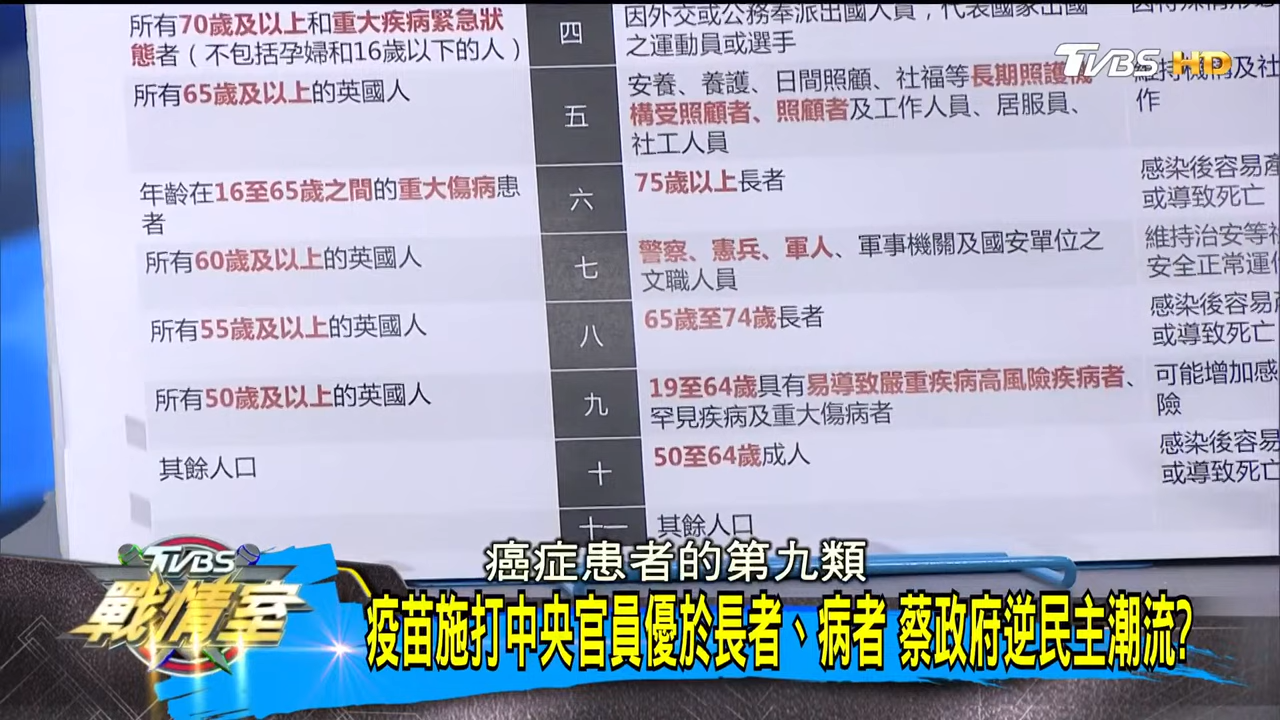 所有70歲及以上和重大疾病緊急狀
態者（不包括孕婦和16歲以下的人）
四
因外交或公務奉派出國人員，代表國家出國
之運動員或選手
TVBS HD
所有65歲及以上的英國人
五
安養、養護、日間照顧、社福等長期照護機
構受照顧者、照顧者及工作人員、居服員、
社工人員
作
年齡在16至65歲之間的重大傷病患
者
六
75歲以上長者
感染後容易產
或導致死亡
所有60歲及以上的英國人
七
警察、憲兵、軍人、軍事機關及國安單位之
文職人員
維持治安等社
安全正常運作
所有55歲及以上的英國人
八
65歲至74歲長者
感染後容易產
或導致死亡
所有50歲及以上的英國人
九
19至64歲具有易導致嚴重疾病高風險疾病者、
罕見疾病及重大傷病者
可能增加感
險
其餘人口
十
50至64歲成人
感染後容易
或導致死亡
十一
其餘人口
癌症患者的第九類
TVBS
戰情室
疫苗施打中央官員優於長者、病者 蔡政府逆民主潮流?